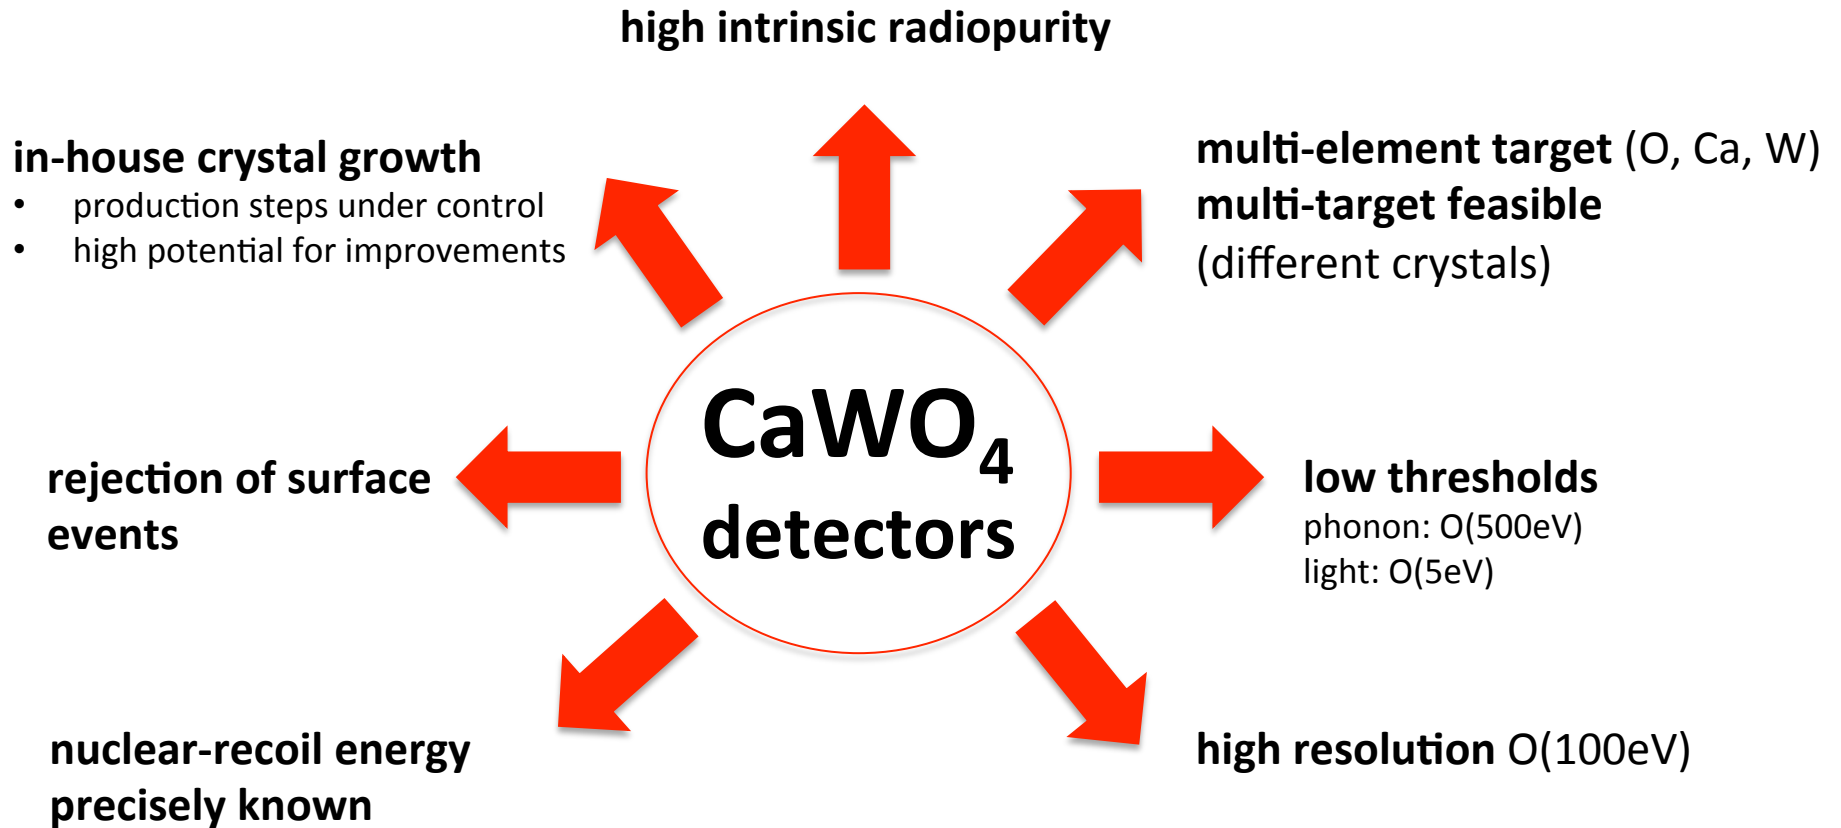 high intrinsic radiopurity
in-house crystal growth
• production steps under control
• high potential for improvements
multi-element target (O, Ca, W)
multi-target feasible
(different crystals)
CaWO₄
detectors
rejection of surface
events
low thresholds
phonon: O(500eV)
light: O(5eV)
nuclear-recoil energy
precisely known
high resolution O(100eV)